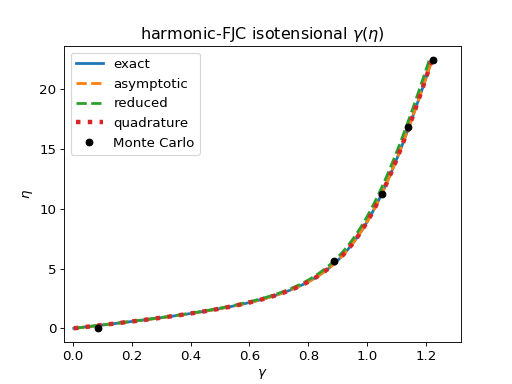 harmonic-FJC isotensional γ(η)
exact
asymptotic
reduced
quadrature
Monte Carlo
η
20
15
10
5
0
0.0 0.2 0.4 0.6 0.8 1.0 1.2
γ